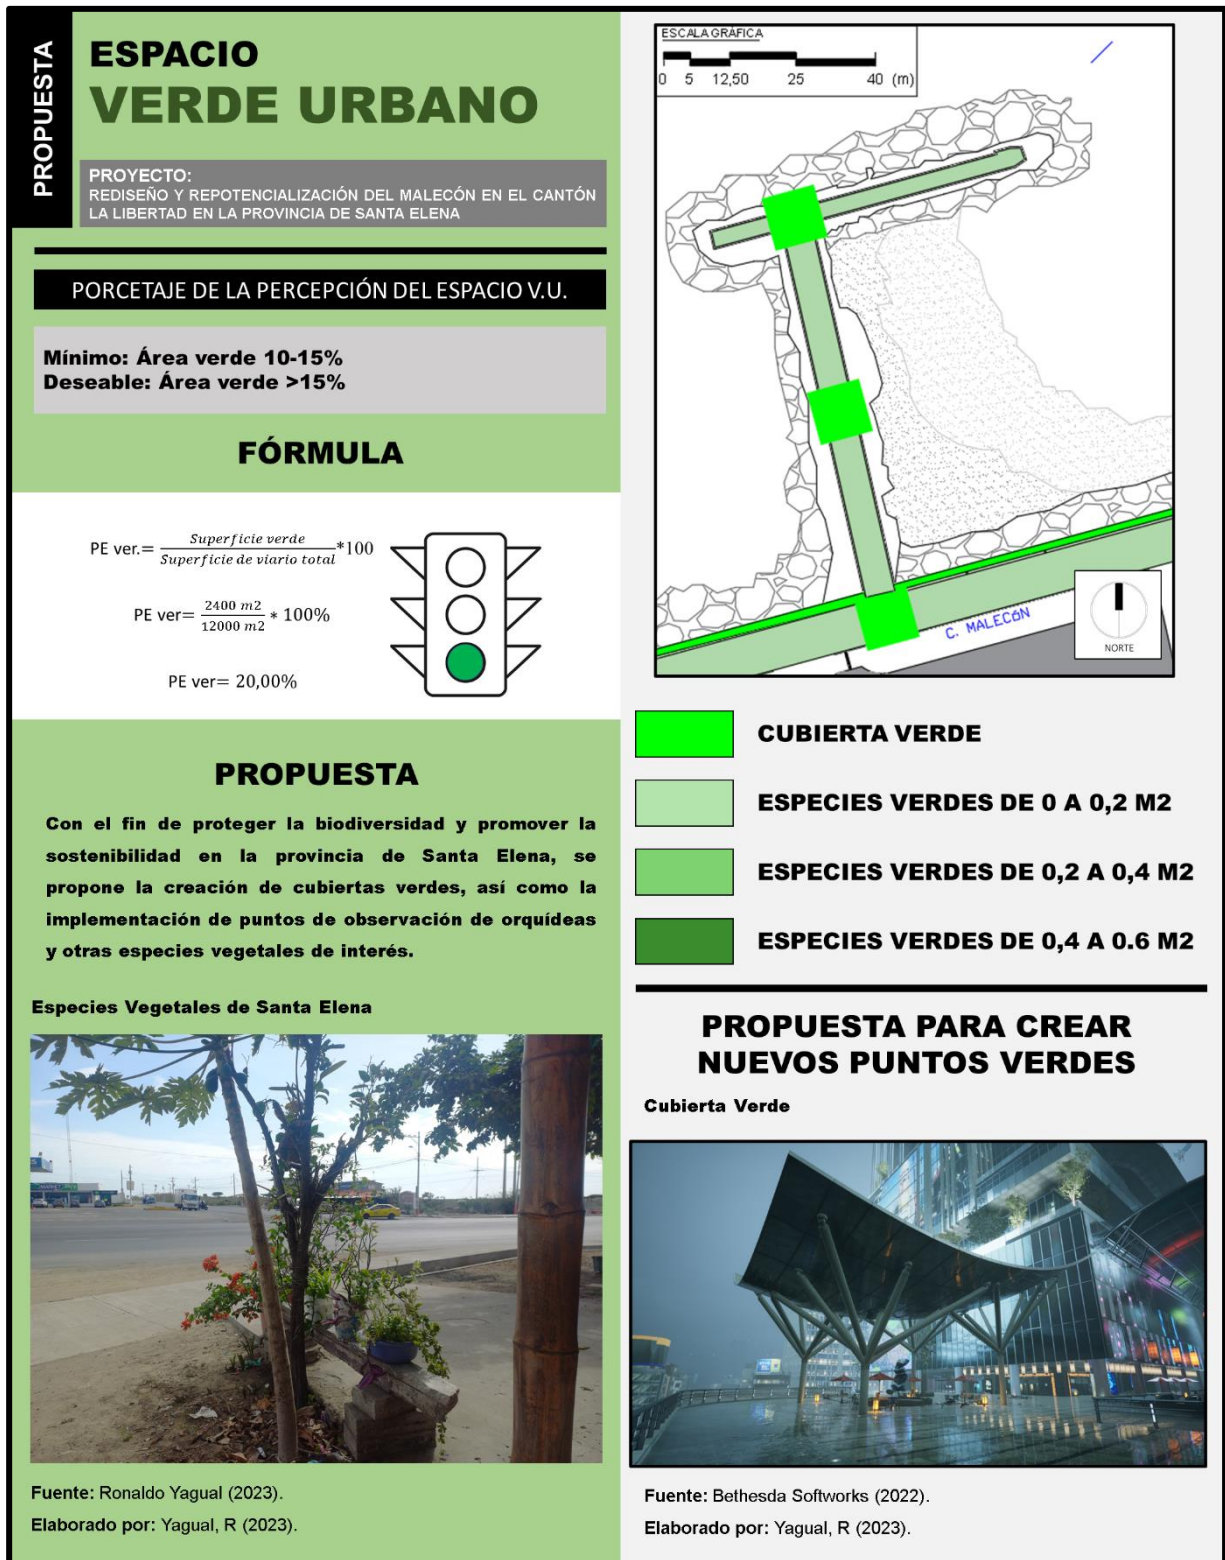 PROPUESTA
ESPACIO
VERDE URBANO
PROYECTO:
REDISEÑO Y REPOTENCIALIZACIÓN DEL MALECÓN EN EL CANTÓN
LA LIBERTAD EN LA PROVINCIA DE SANTA ELENA
PORCETAJE DE LA PERCEPCIÓN DEL ESPACIO V.U.
Mínimo: Área verde 10-15%
Deseable: Área verde >15%
FÓRMULA
PE ver.= Superficie verde / Superficie de viario total *100
PE ver= 2400 m2 / 12000 m2 * 100%
PE ver= 20,00%
PROPUESTA
Con el fin de proteger la biodiversidad y promover la
sostenibilidad en la provincia de Santa Elena, se
propone la creación de cubiertas verdes, así como la
implementación de puntos de observación de orquídeas
y otras especies vegetales de interés.
Especies Vegetales de Santa Elena
Fuente: Ronaldo Yagual (2023).
Elaborado por: Yagual, R (2023).
ESCALA GRÁFICA
0 5 12,50 25 40 (m)
C. MALECÓN
NORTE
CUBIERTA VERDE
ESPECIES VERDES DE 0 A 0,2 M2
ESPECIES VERDES DE 0,2 A 0,4 M2
ESPECIES VERDES DE 0,4 A 0.6 M2
PROPUESTA PARA CREAR
NUEVOS PUNTOS VERDES
Cubierta Verde
Fuente: Bethesda Softworks (2022).
Elaborado por: Yagual, R (2023).